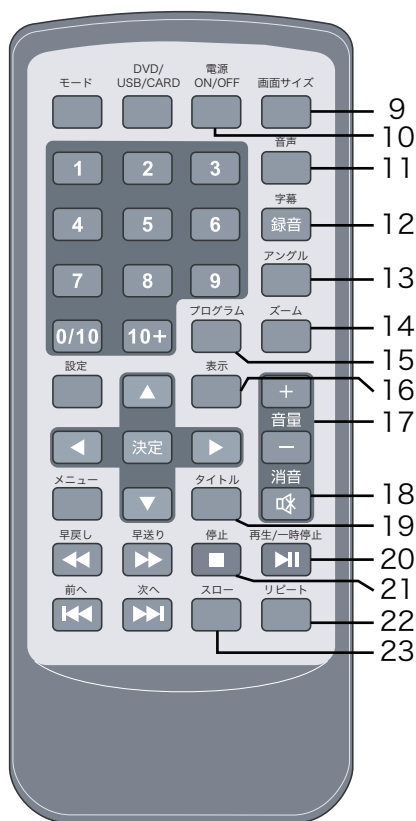 モード
DVD/
USB/CARD
電源
ON/OFF
画面サイズ
9
10
音声
11
1 2 3
字幕
録音
12
4 5 6
アングル
13
7 8 9
プログラム
ズーム
14
0/10 10+
15
設定
表示
16
+
音量
17
−
決定
消音
18
メニュー
タイトル
19
早戻し
早送り
停止
再生/一時停止
20
21
前へ
次へ
スロー
リピート
22
23